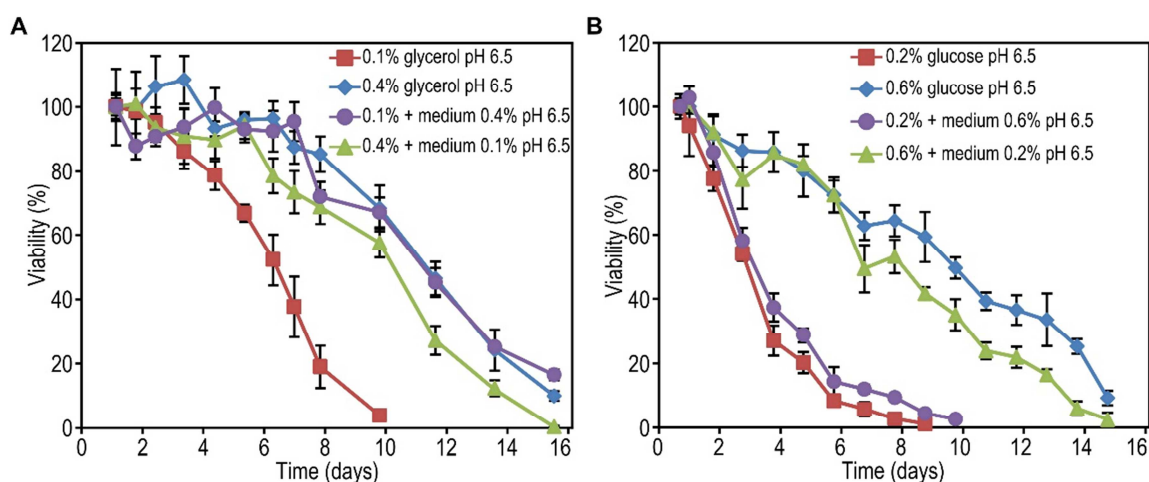 A
120
100
80
60
40
20
0
Viability (%)
0 2 4 6 8 10 12 14 16
Time (days)
0.1% glycerol pH 6.5
0.4% glycerol pH 6.5
0.1% + medium 0.4% pH 6.5
0.4% + medium 0.1% pH 6.5
B
120
100
80
60
40
20
0
Viability (%)
0 2 4 6 8 10 12 14 16
Time (days)
0.2% glucose pH 6.5
0.6% glucose pH 6.5
0.2% + medium 0.6% pH 6.5
0.6% + medium 0.2% pH 6.5